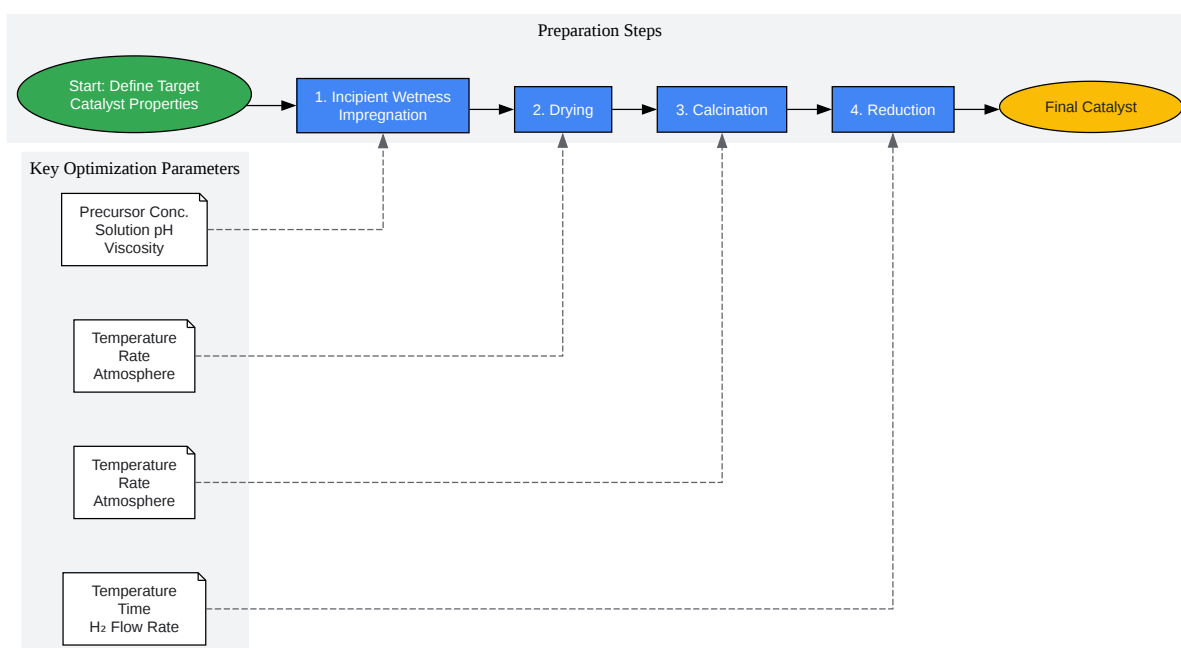 Preparation Steps
Start: Define Target
Catalyst Properties
1. Incipient Wetness
Impregnation
2. Drying
3. Calcination
4. Reduction
Final Catalyst
Key Optimization Parameters
Precursor Conc.
Solution pH
Viscosity
Temperature
Rate
Atmosphere
Temperature
Rate
Atmosphere
Temperature
Time
H₂ Flow Rate